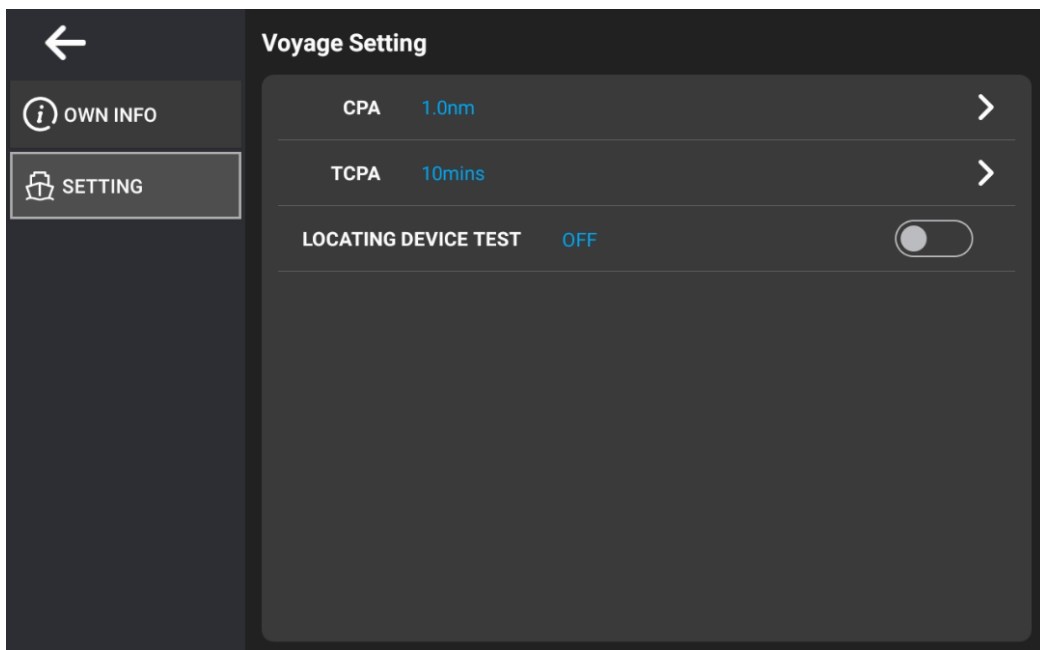 Voyage Setting
OWN INFO
SETTING
CPA 1.0nm
TCPA 10mins
LOCATING DEVICE TEST OFF